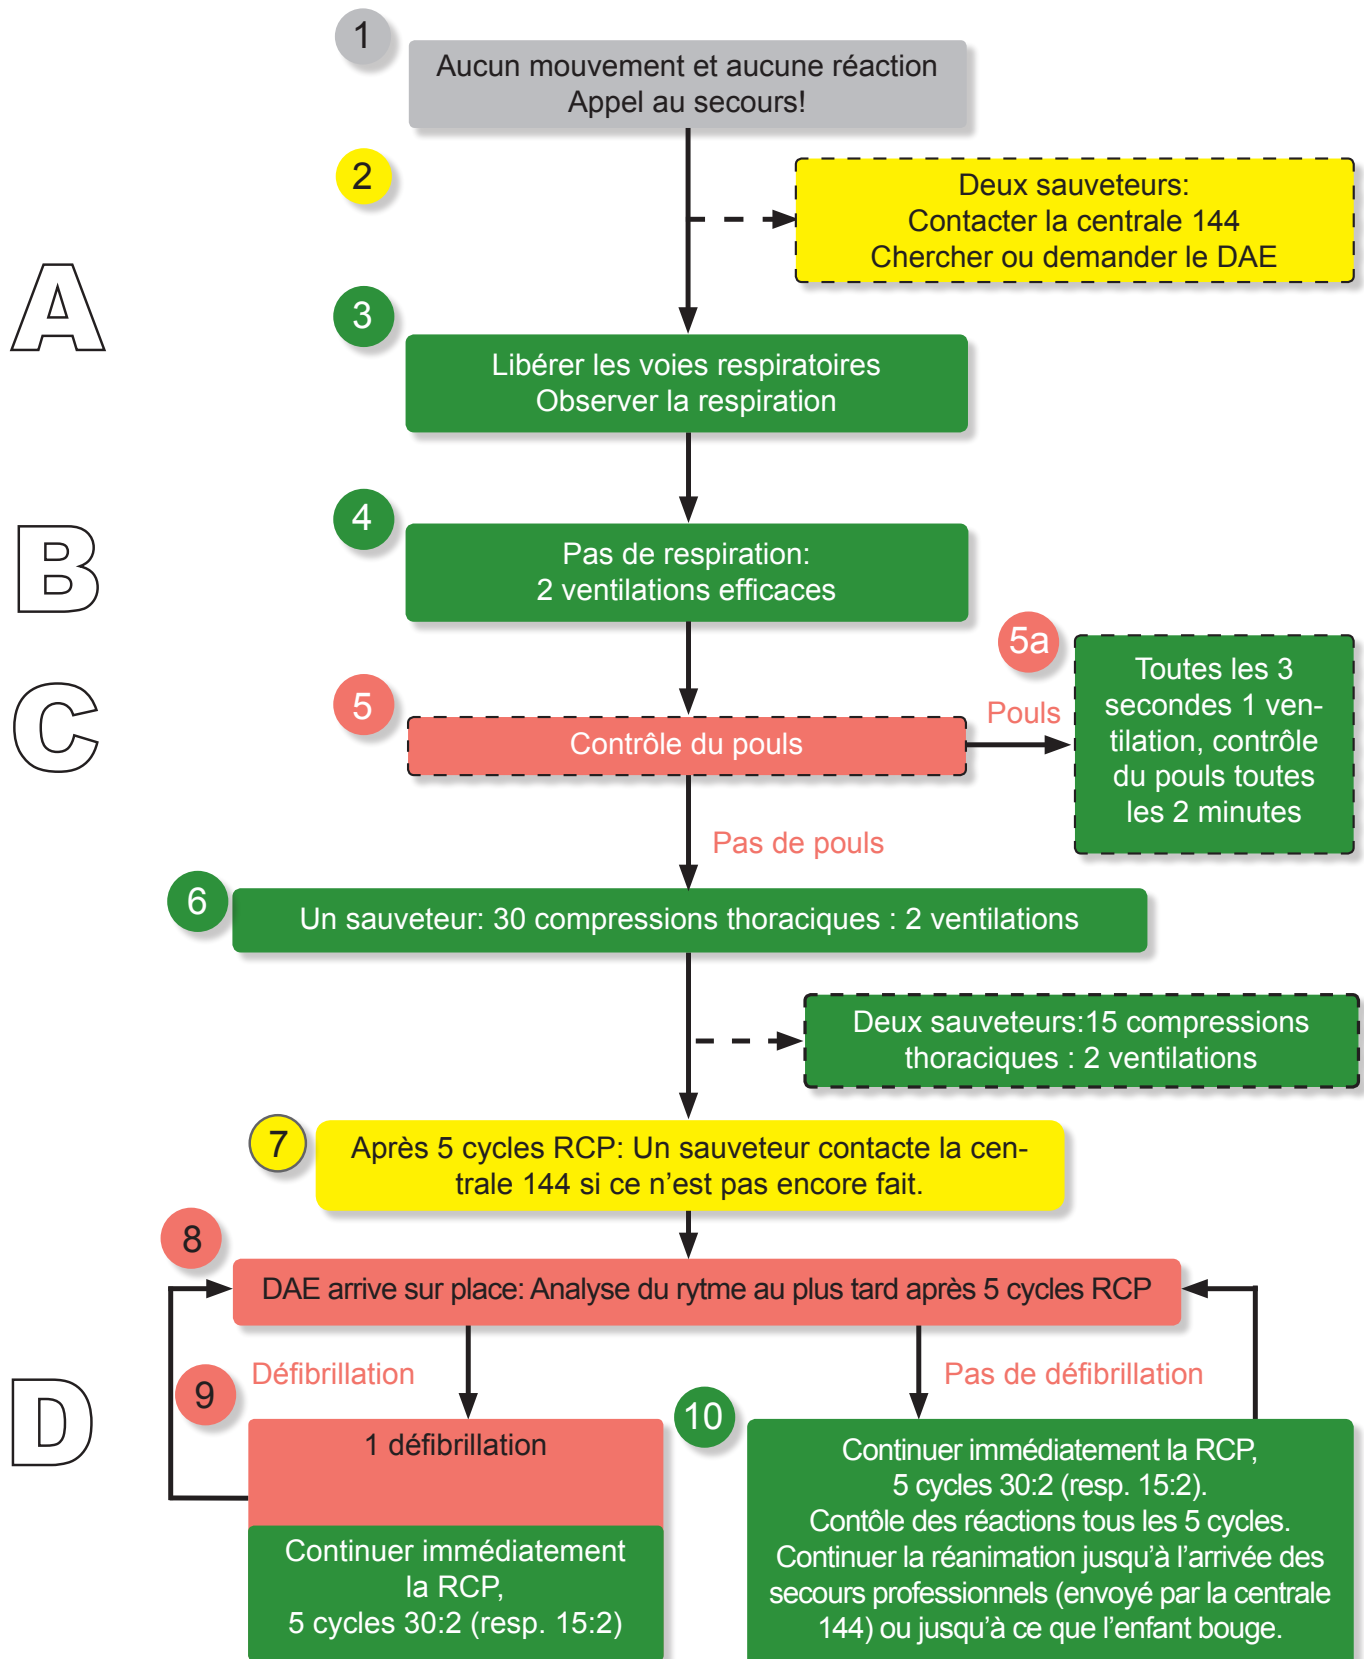 1
Aucun mouvement et aucune réaction
Appel au secours!
2
Deux sauveteurs:
Contacter la centrale 144
Chercher ou demander le DAE
A
3
Libérer les voies respiratoires
Observer la respiration
B
4
Pas de respiration:
2 ventilations efficaces
C
5
Contrôle du pouls
Pouls
5a
Toutes les 3
secondes 1 ven-
tilation, contrôle
du pouls toutes
les 2 minutes
Pas de pouls
6
Un sauveteur: 30 compressions thoraciques : 2 ventilations
Deux sauveteurs:15 compressions
thoraciques : 2 ventilations
7
Après 5 cycles RCP: Un sauveteur contacte la cen-
trale 144 si ce n’est pas encore fait.
8
DAE arrive sur place: Analyse du rytme au plus tard après 5 cycles RCP
D
9
Défibrillation
1 défibrillation
Continuer immédiatement
la RCP,
5 cycles 30:2 (resp. 15:2)
Pas de défibrillation
10
Continuer immédiatement la RCP,
5 cycles 30:2 (resp. 15:2).
Contôle des réactions tous les 5 cycles.
Continuer la réanimation jusqu’à l’arrivée des
secours professionnels (envoyé par la centrale
144) ou jusqu’à ce que l’enfant bouge.